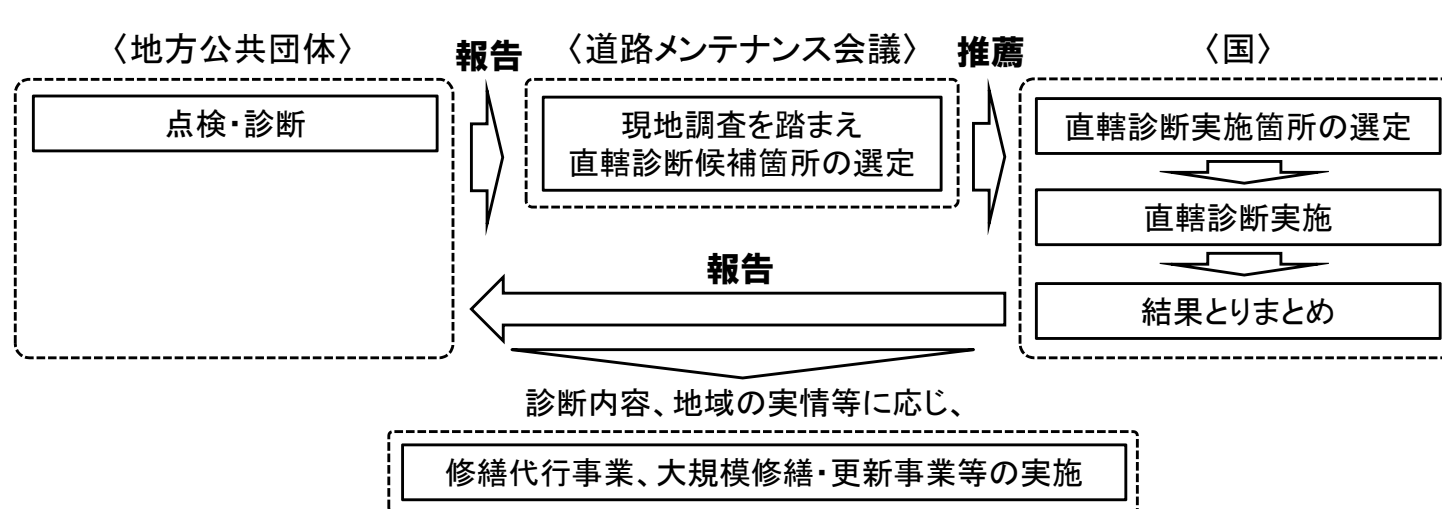 〈地方公共団体〉
報告
〈道路メンテナンス会議〉
推薦
〈国〉
点検・診断
現地調査を踏まえ
直轄診断候補箇所の選定
直轄診断実施箇所の選定
直轄診断実施
結果とりまとめ
報告
診断内容、地域の実情等に応じ、
修繕代行事業、大規模修繕・更新事業等の実施